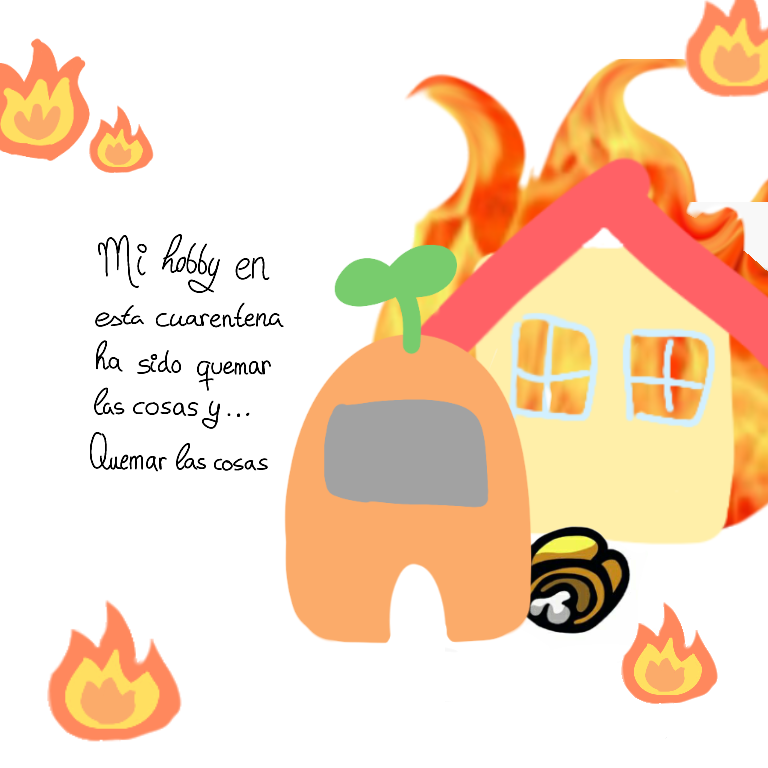 Mi hobby en
esta cuarentena
ha sido quemar
las cosas y...
Quemar las cosas